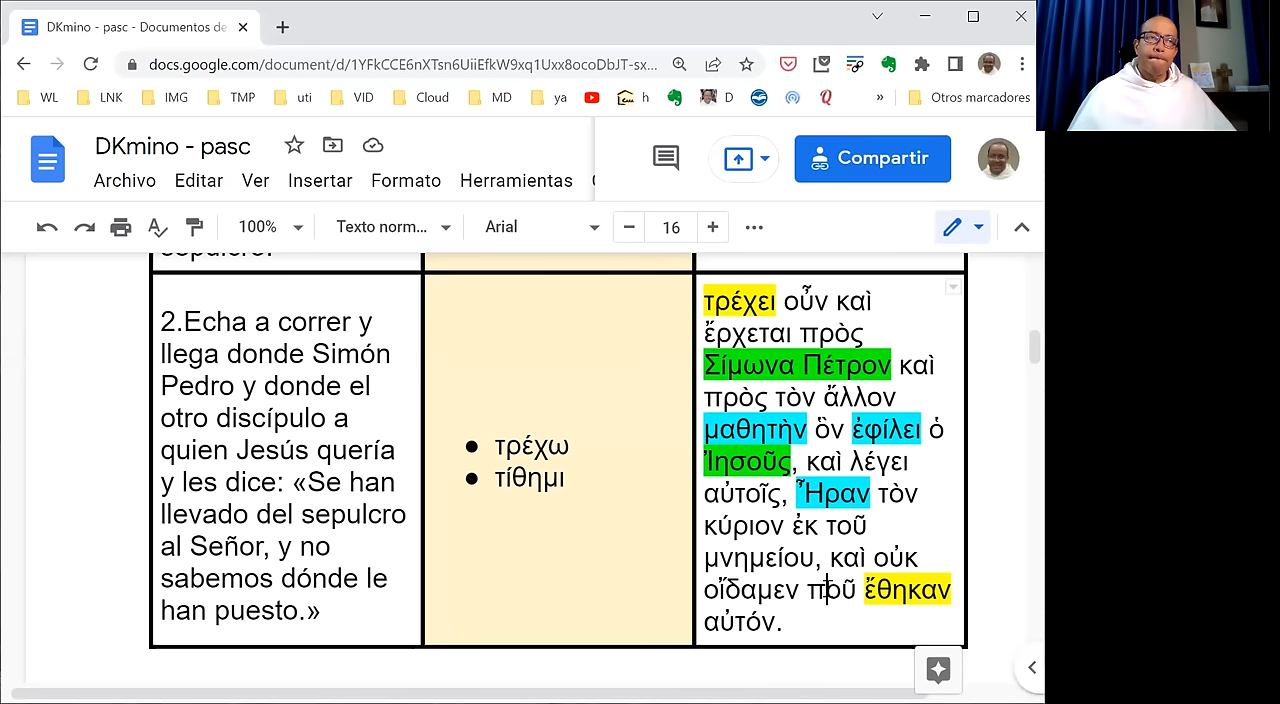 DKmino - pasc - Documentos de
docs.google.com/document/d/1YFkCCE6nXTsn6UiiEfkW9xq1Uxx8ocoDbJT-sx...
WL LNK IMG TMP uti VID Cloud MD ya h D » Otros marcadores
DKmino - pasc
Compartir
Archivo Editar Ver Insertar Formato Herramientas
100% Texto norm... Arial 16
sepulcro.
2.Echa a correr y
llega donde Simón
Pedro y donde el
otro discípulo a
quien Jesús quería
y les dice: «Se han
llevado del sepulcro
al Señor, y no
sabemos dónde le
han puesto.»
● τρέχω
● τίθημι
τρέχει οὖν καὶ
ἔρχεται πρὸς
Σίμωνα Πέτρον καὶ
πρὸς τὸν ἄλλον
μαθητὴν ὃν ἐφίλει ὁ
Ἰησοῦς, καὶ λέγει
αὐτοῖς, Ἦραν τὸν
κύριον ἐκ τοῦ
μνημείου, καὶ οὐκ
οἴδαμεν ποῦ ἔθηκαν
αὐτόν.